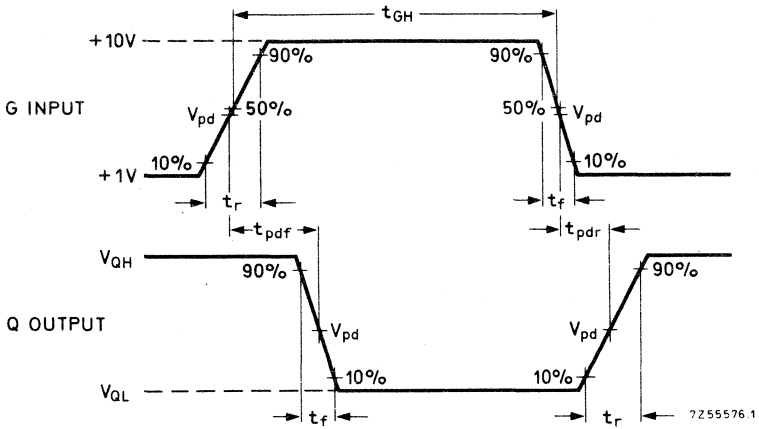 t_GH
+10V
90%
90%
G INPUT
V_pd
50%
50%
V_pd
10%
10%
+1V
t_r
t_f
t_pdf
t_pdr
V_QH
90%
90%
Q OUTPUT
V_pd
V_pd
10%
10%
V_QL
t_f
t_r
7Z55576.1